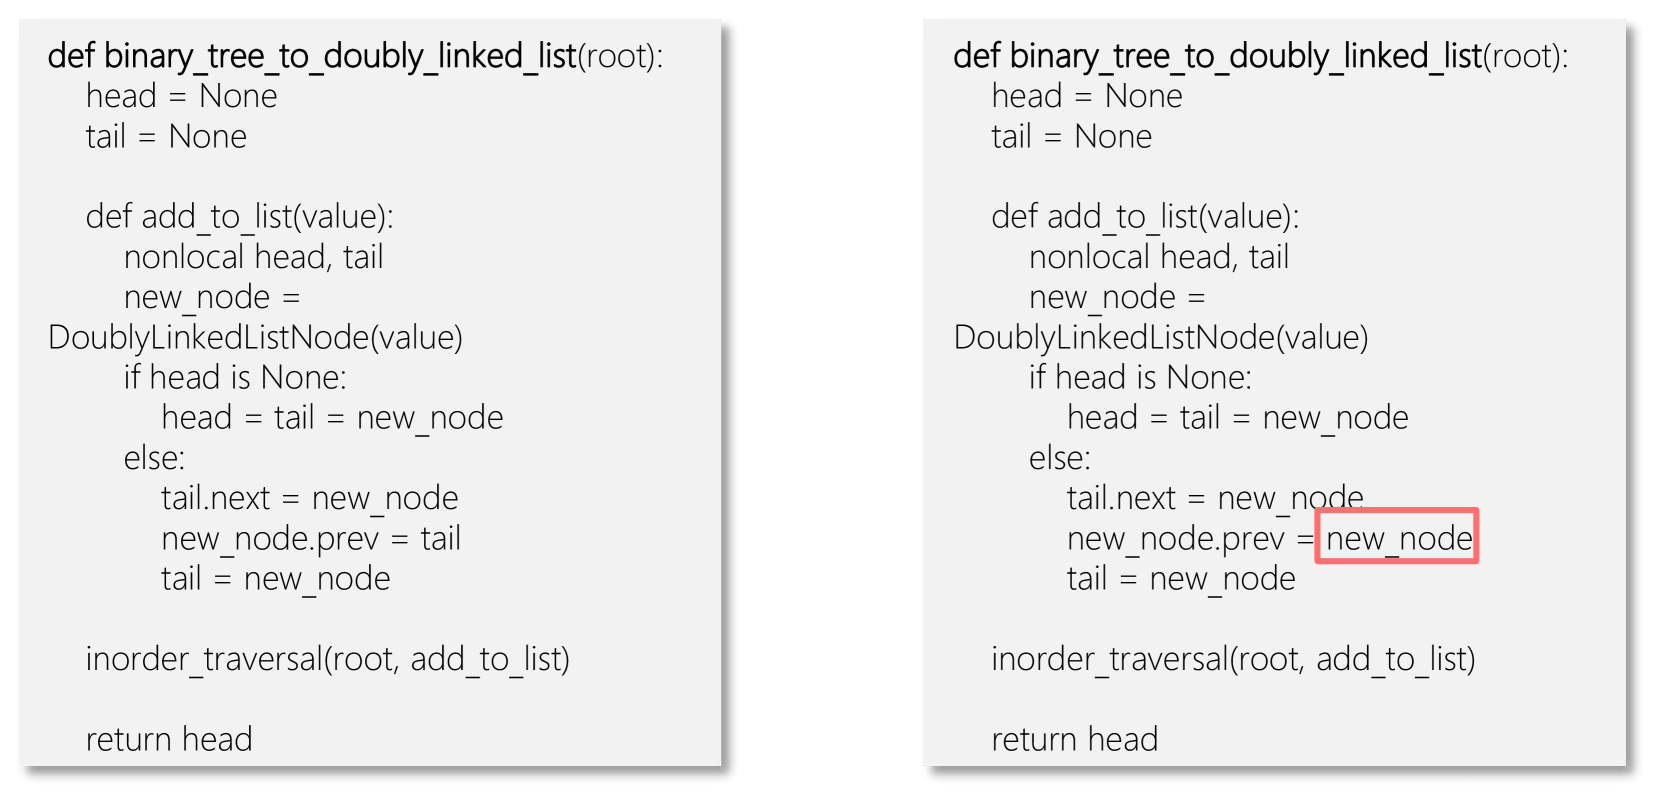 def binary_tree_to_doubly_linked_list(root):
head = None
tail = None
def add_to_list(value):
nonlocal head, tail
new_node =
DoublyLinkedListNode(value)
if head is None:
head = tail = new_node
else:
tail.next = new_node
new_node.prev = tail
tail = new_node
inorder_traversal(root, add_to_list)
return head
def binary_tree_to_doubly_linked_list(root):
head = None
tail = None
def add_to_list(value):
nonlocal head, tail
new_node =
DoublyLinkedListNode(value)
if head is None:
head = tail = new_node
else:
tail.next = new_node
new_node.prev = new_node
tail = new_node
inorder_traversal(root, add_to_list)
return head